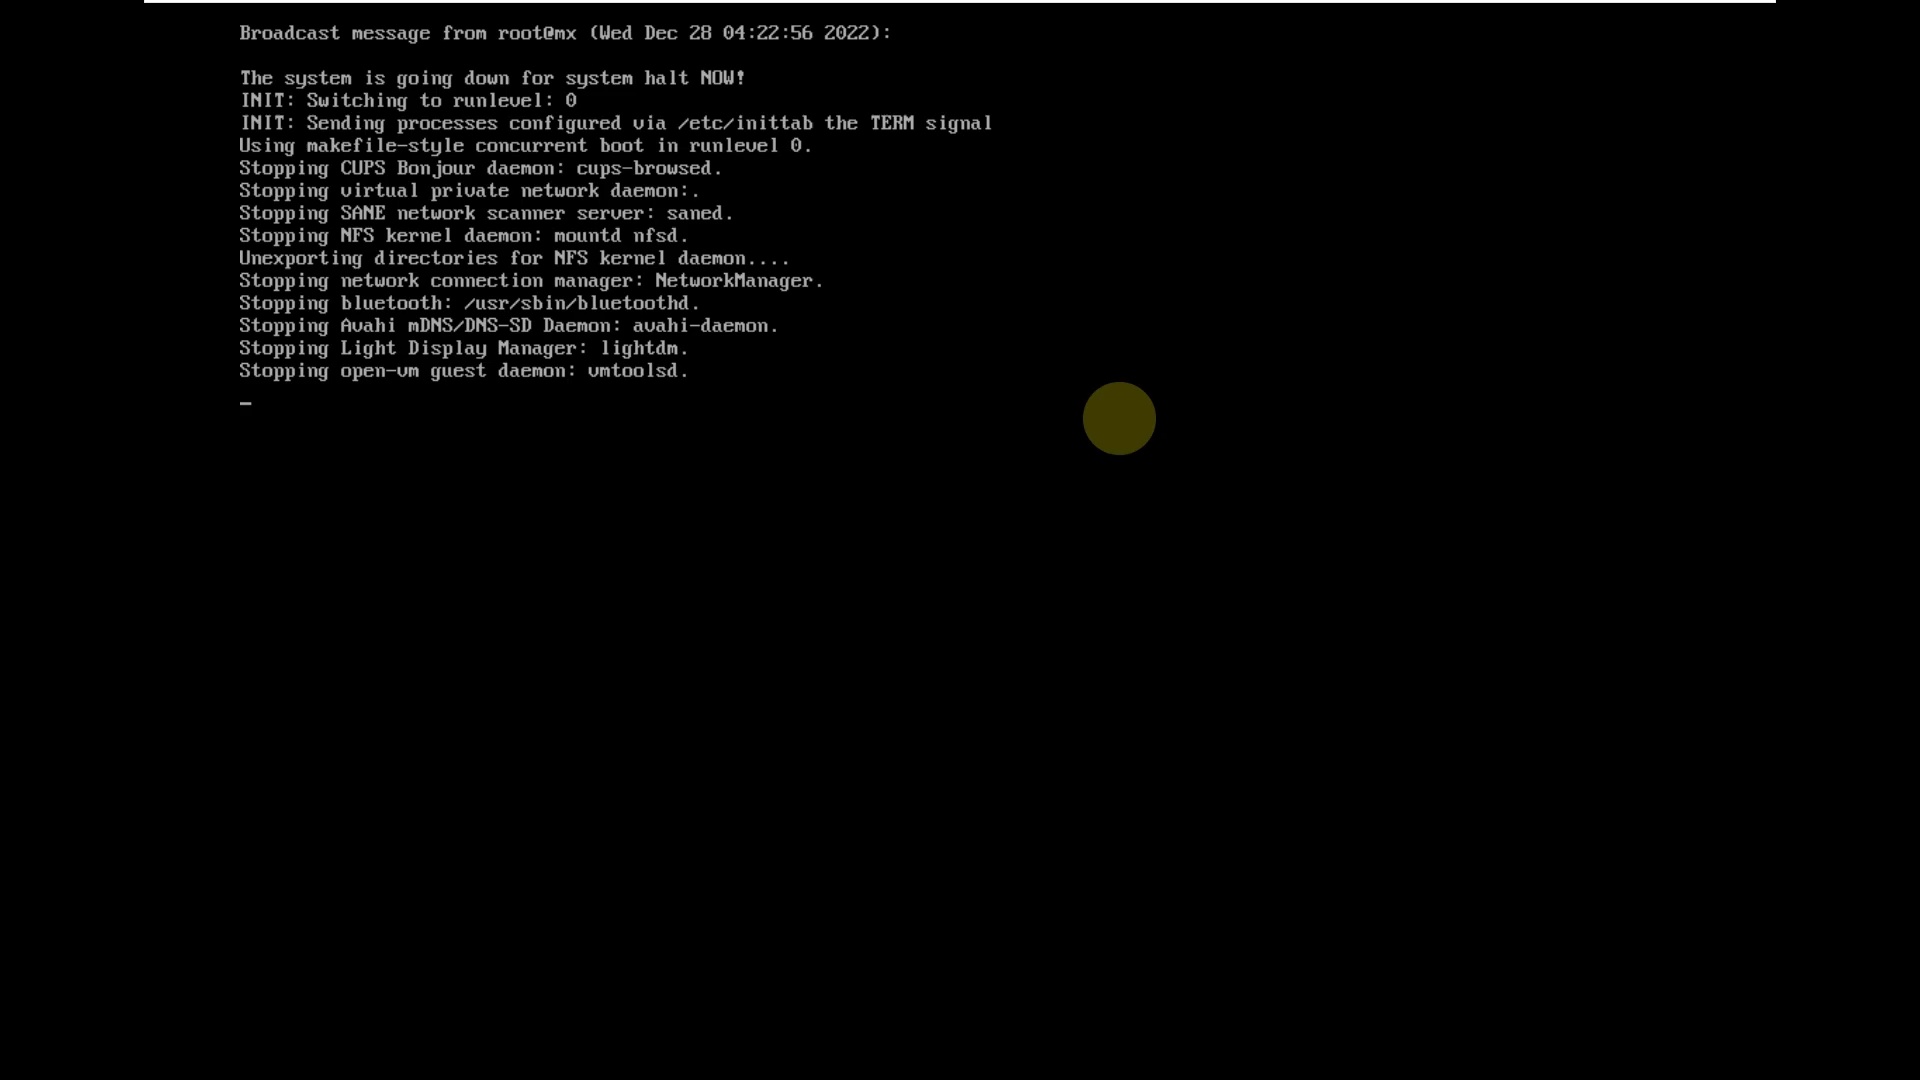 Broadcast message from root@mx (Wed Dec 28 04:22:56 2022):
The system is going down for system halt NOW!
INIT: Switching to runlevel: 0
INIT: Sending processes configured via /etc/inittab the TERM signal
Using makefile-style concurrent boot in runlevel 0.
Stopping CUPS Bonjour daemon: cups-browsed.
Stopping virtual private network daemon:.
Stopping SANE network scanner server: saned.
Stopping NFS kernel daemon: mountd nfsd.
Unexporting directories for NFS kernel daemon....
Stopping network connection manager: NetworkManager.
Stopping bluetooth: /usr/sbin/bluetoothd.
Stopping Avahi mDNS/DNS-SD Daemon: avahi-daemon.
Stopping Light Display Manager: lightdm.
Stopping open-vm guest daemon: vmtoolsd.